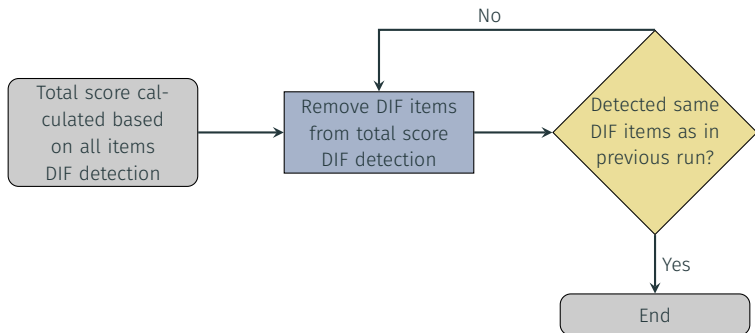 No
Total score cal-
culated based
on all items
DIF detection
Remove DIF items
from total score
DIF detection
Detected same
DIF items as in
previous run?
Yes
End